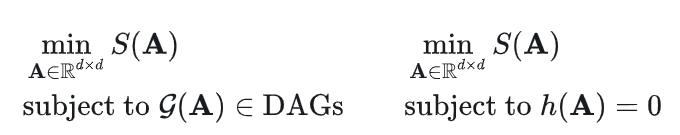 min S(A) min S(A)
A∈ℝ^{d×d} A∈ℝ^{d×d}
subject to 𝒢(A) ∈ DAGs subject to h(A) = 0